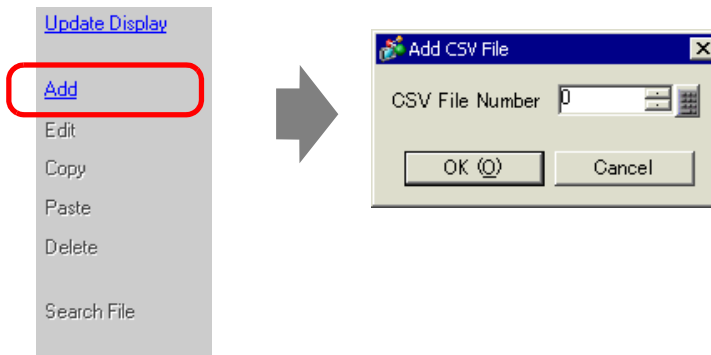 Update Display
Add
Edit
Copy
Paste
Delete
Search File
Add CSV File
CSV File Number 0
OK (O) Cancel